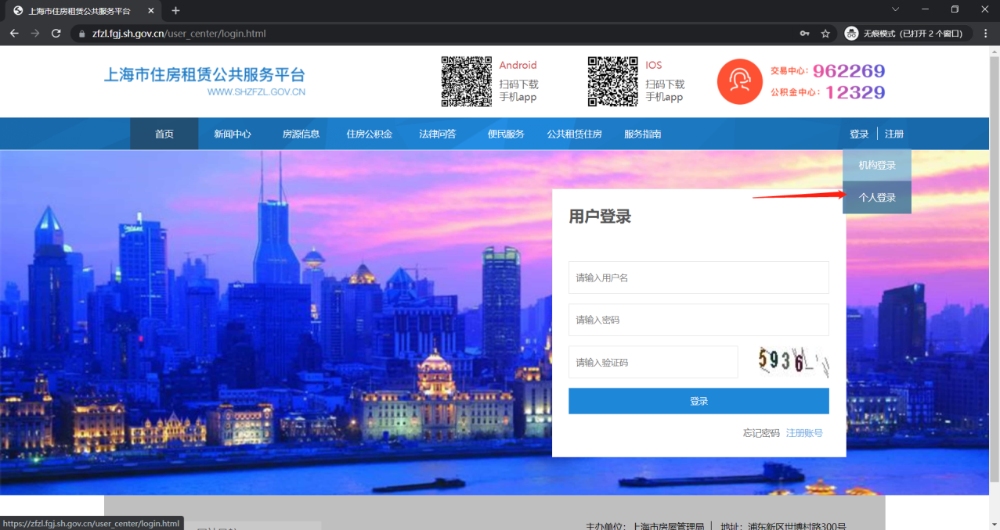 上海市住房租赁公共服务平台
zfzl.fgj.sh.gov.cn/user_center/login.html
无痕模式 (已打开 2 个窗口)
上海市住房租赁公共服务平台
WWW.SHZFZL.GOV.CN
Android
扫码下载
手机app
IOS
扫码下载
手机app
交易中心：962269
公积金中心：12329
首页 新闻中心 房源信息 住房公积金 法律问答 便民服务 公共租赁住房 服务指南 登录 注册
机构登录
个人登录
用户登录
请输入用户名
请输入密码
请输入验证码
5936
登录
忘记密码 注册账号
主办单位：上海市房屋管理局 | 地址：浦东新区世博村路300号
https://zfzl.fgj.sh.gov.cn/user_center/login.html